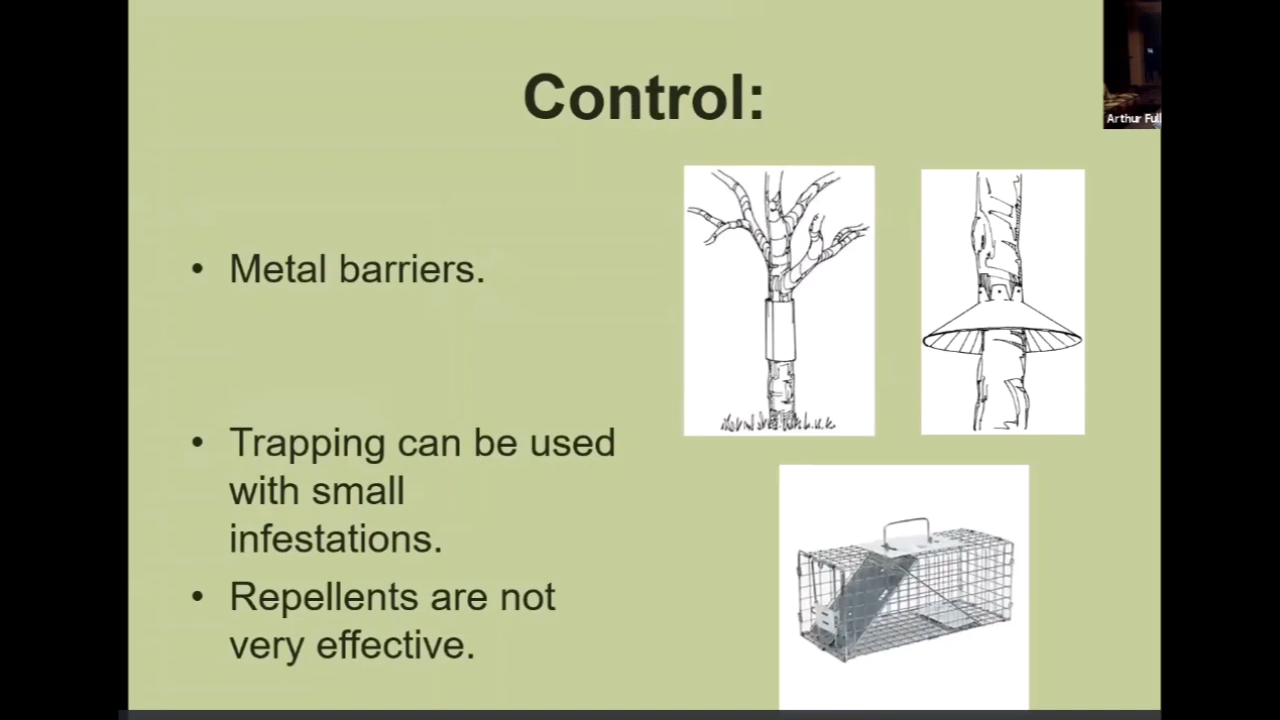 Control:
Arthur Ful
• Metal barriers.
• Trapping can be used
with small
infestations.
• Repellents are not
very effective.